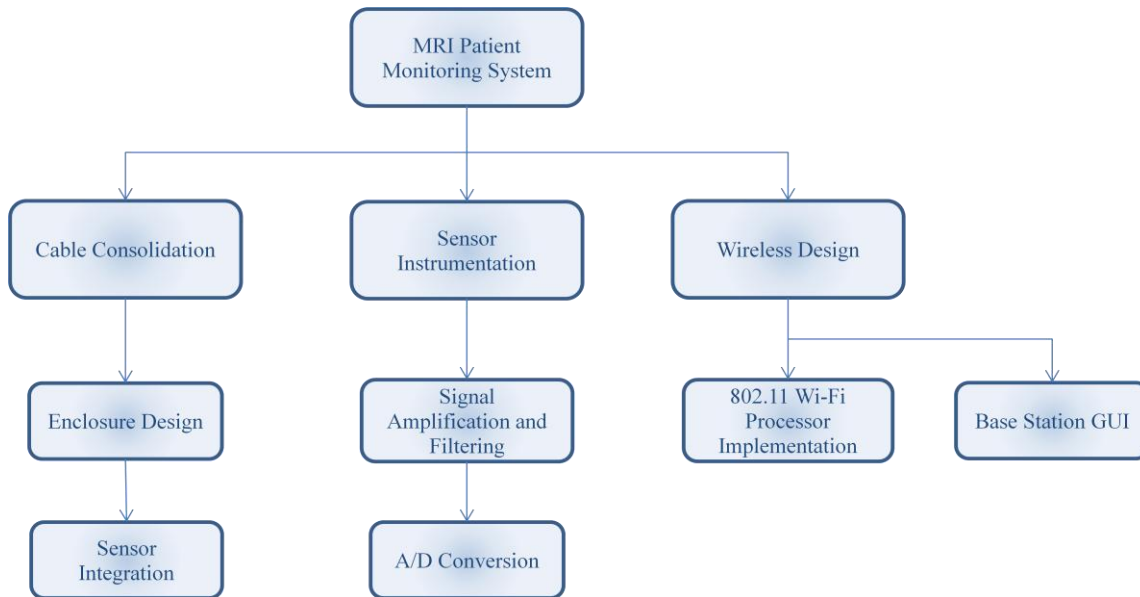 MRI Patient
Monitoring System
Cable Consolidation
Sensor
Instrumentation
Wireless Design
Enclosure Design
Signal
Amplification and
Filtering
802.11 Wi-Fi
Processor
Implementation
Base Station GUI
Sensor
Integration
A/D Conversion